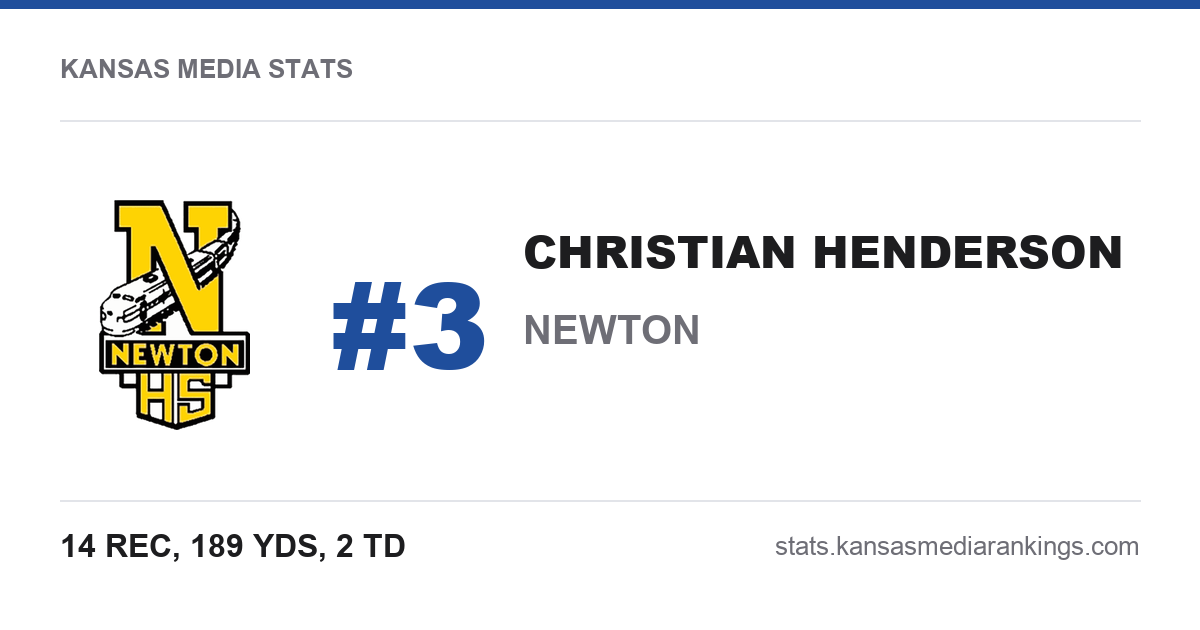 KANSAS MEDIA STATS
N
NEWTON
HS
#3
CHRISTIAN HENDERSON
NEWTON
14 REC, 189 YDS, 2 TD
stats.kansasmediarankings.com